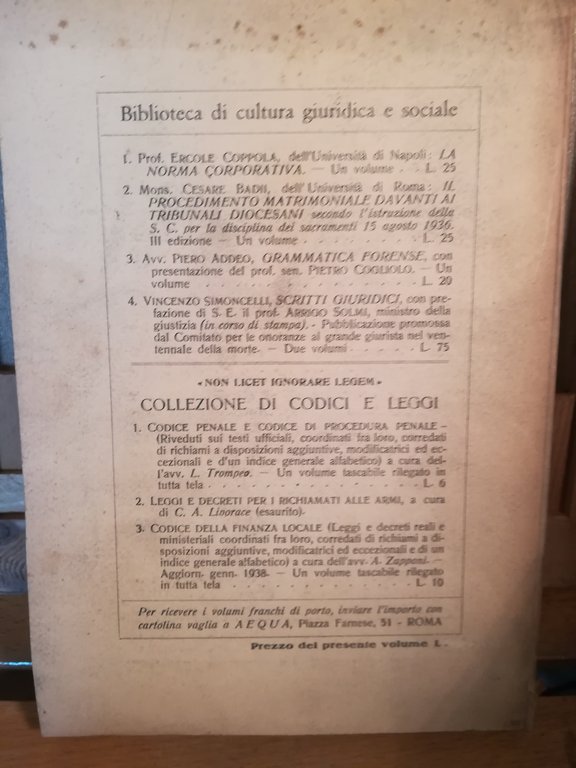 Biblioteca di cultura giuridica e sociale
1. Prof. ERCOLE COPPOLA, dell'Università di Napoli: LA
NORMA CORPORATIVA. — Un volume . . L. 25
2. Mons. CESARE BADII, dell'Università di Roma: IL
PROCEDIMENTO MATRIMONIALE DAVANTI AI
TRIBUNALI DIOCESANI secondo l'istruzione della
S. C. per la disciplina dei sacramenti 15 agosto 1936.
III edizione — Un volume . . . . . . . . L. 25
3. Avv. PIERO ADDEO, GRAMMATICA FORENSE, con
presentazione del prof. sen. PIETRO COGLIOLO. — Un
volume . . . . . . . . . . . . . L. 20
4. VINCENZO SIMONCELLI, SCRITTI GIURIDICI, con pre-
fazione di S. E. il prof. ARRIGO SOLMI, ministro della
giustizia (in corso di stampa). - Pubblicazione promossa
dal Comitato per le onoranze al grande giurista nel ven-
tennale della morte. — Due volumi . . . . . L. 75
«NON LICET IGNORARE LEGEM»
COLLEZIONE DI CODICI E LEGGI
1. CODICE PENALE E CODICE DI PROCEDURA PENALE —
(Riveduti sui testi ufficiali, coordinati fra loro, corredati
di richiami a disposizioni aggiuntive, modificatrici ed ec-
cezionali e d'un indice generale alfabetico) a cura del-
l'avv. L. Trompeo. — Un volume tascabile rilegato in
tutta tela . . . . . . . . . . . . L. 6
2. LEGGI E DECRETI PER I RICHIAMATI ALLE ARMI, a cura
di C. A. Linorace (esaurito).
3. CODICE DELLA FINANZA LOCALE (Leggi e decreti reali e
ministeriali coordinati fra loro, corredati di richiami a di-
sposizioni aggiuntive, modificatrici ed eccezionali e di un
indice generale alfabetico) a cura dell'avv. A. Zapponi. —
Aggiorn. genn. 1938. — Un volume tascabile rilegato
in tutta tela . . . . . . . . . . . L. 10
Per ricevere i volumi franchi di porto, inviare l'importo con
cartolina vaglia a AEQUA, Piazza Farnese, 51 - ROMA
Prezzo del presente volume L.